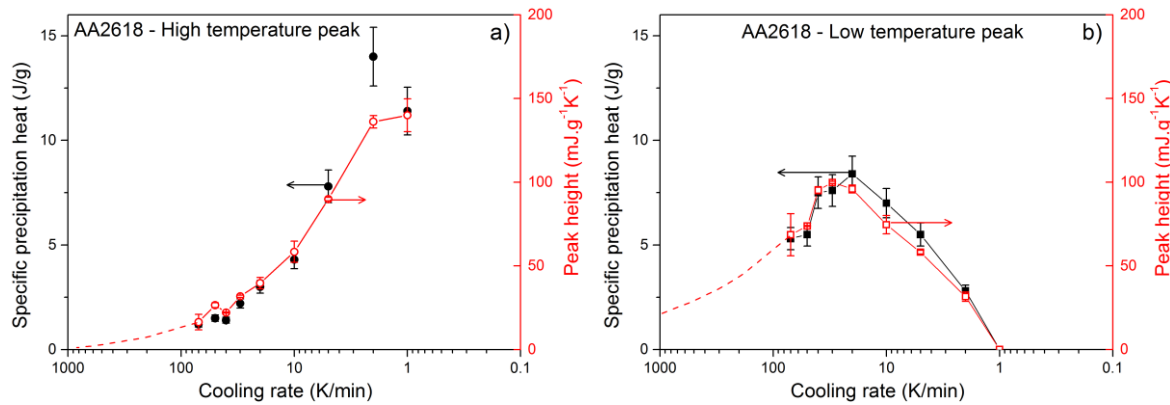 AA2618 - High temperature peak
a)
Specific precipitation heat (J/g)
15
10
5
0
200
150
100
50
0
Peak height (mJ.g⁻¹K⁻¹)
1000
100
10
1
0.1
Cooling rate (K/min)
AA2618 - Low temperature peak
b)
Specific precipitation heat (J/g)
15
10
5
0
200
150
100
50
0
Peak height (mJ.g⁻¹K⁻¹)
1000
100
10
1
0.1
Cooling rate (K/min)